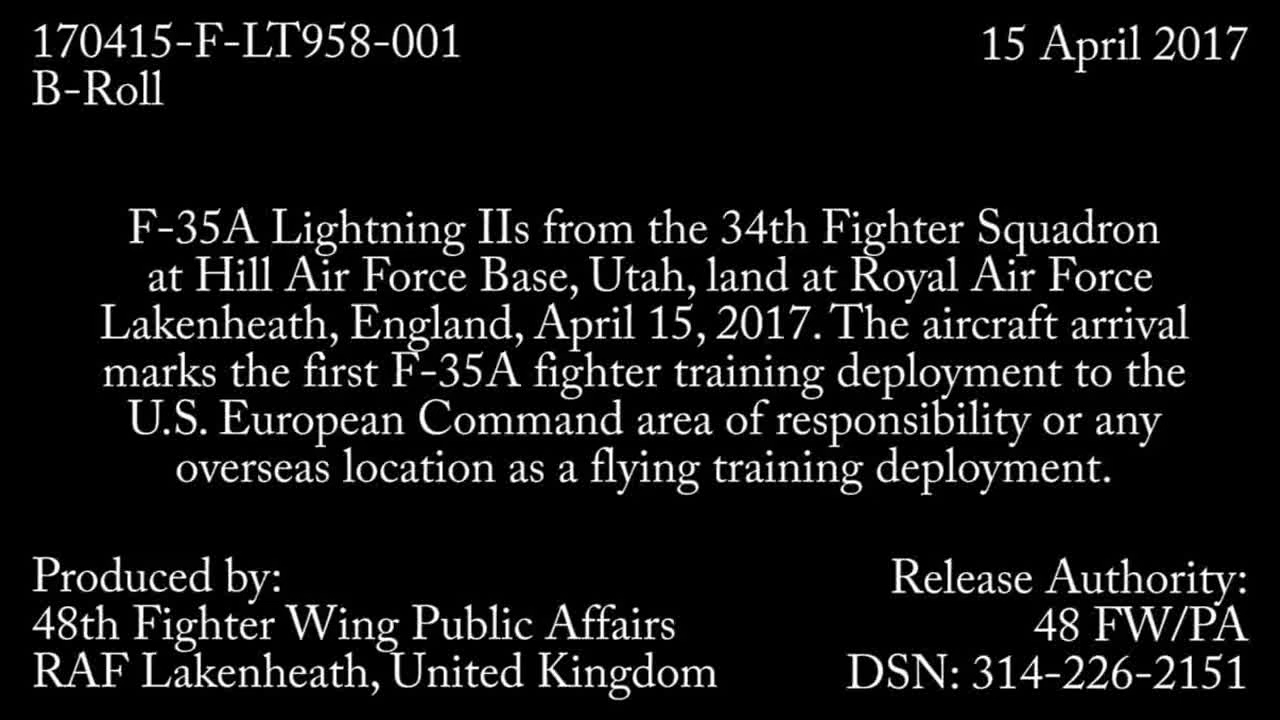 170415-F-LT958-001
15 April 2017
B-Roll
F-35A Lightning IIs from the 34th Fighter Squadron
at Hill Air Force Base, Utah, land at Royal Air Force
Lakenheath, England, April 15, 2017. The aircraft arrival
marks the first F-35A fighter training deployment to the
U.S. European Command area of responsibility or any
overseas location as a flying training deployment.
Produced by:
48th Fighter Wing Public Affairs
RAF Lakenheath, United Kingdom
Release Authority:
48 FW/PA
DSN: 314-226-2151